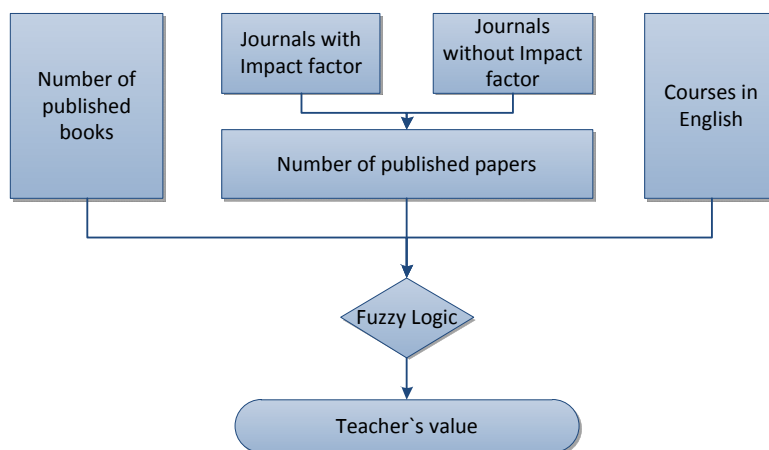 Number of
published
books
Journals with
Impact factor
Journals
without Impact
factor
Courses in
English
Number of published papers
Fuzzy Logic
Teacher`s value